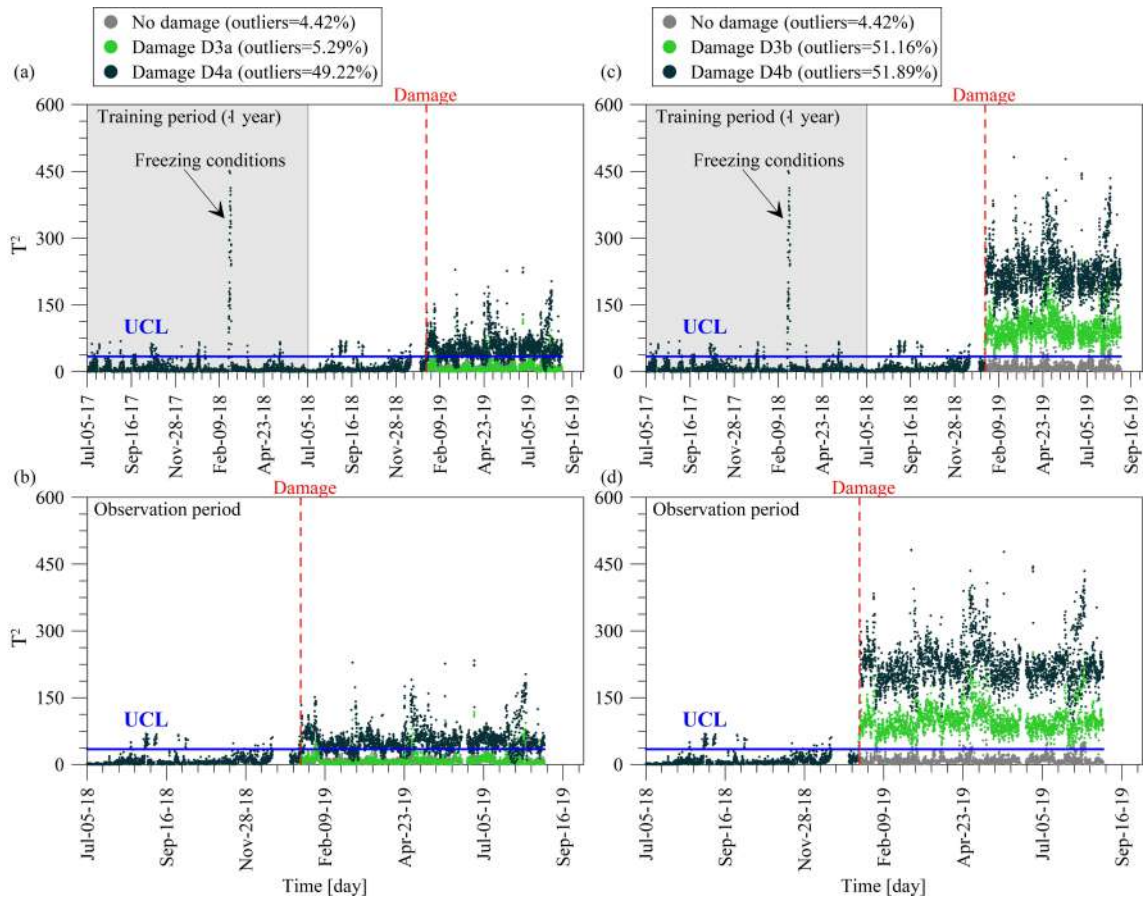 No damage (outliers=4.42%)
Damage D3a (outliers=5.29%)
Damage D4a (outliers=49.22%)
(a)
Damage
600
450
300
150
0
T²
Training period (1 year)
Freezing conditions
UCL
Jul-05-17
Sep-16-17
Nov-28-17
Feb-09-18
Apr-23-18
Jul-05-18
Sep-16-18
Nov-28-18
Feb-09-19
Apr-23-19
Jul-05-19
Sep-16-19
No damage (outliers=4.42%)
Damage D3b (outliers=51.16%)
Damage D4b (outliers=51.89%)
(c)
Damage
600
450
300
150
0
Training period (1 year)
Freezing conditions
UCL
Jul-05-17
Sep-16-17
Nov-28-17
Feb-09-18
Apr-23-18
Jul-05-18
Sep-16-18
Nov-28-18
Feb-09-19
Apr-23-19
Jul-05-19
Sep-16-19
(b)
Damage
600
450
300
150
0
T²
Observation period
UCL
Jul-05-18
Sep-16-18
Nov-28-18
Feb-09-19
Apr-23-19
Jul-05-19
Sep-16-19
Time [day]
(d)
Damage
600
450
300
150
0
T²
Observation period
UCL
Jul-05-18
Sep-16-18
Nov-28-18
Feb-09-19
Apr-23-19
Jul-05-19
Sep-16-19
Time [day]